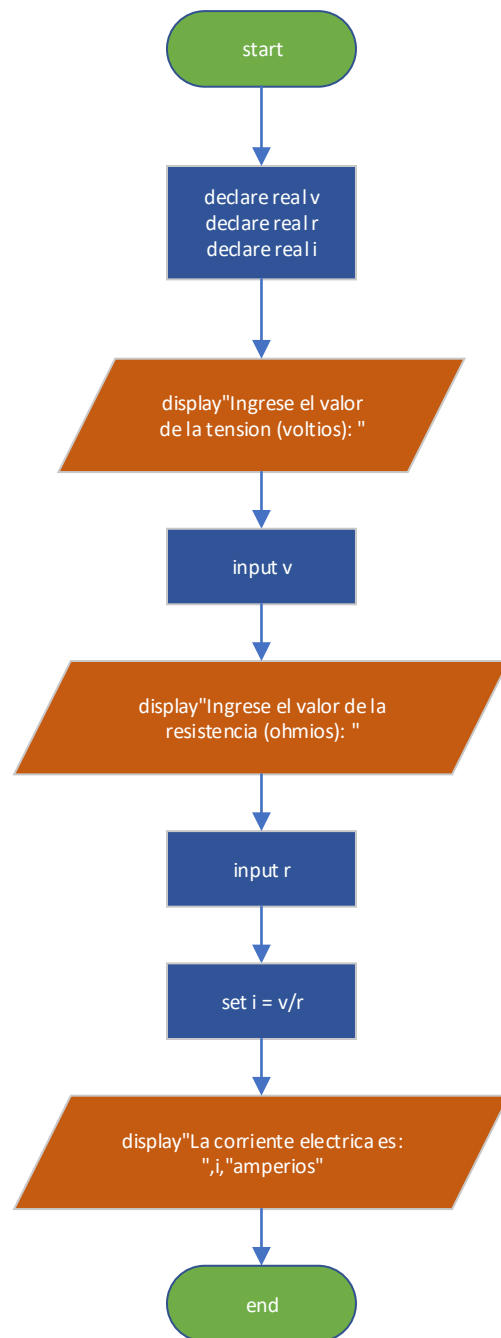 start
declare real v
declare real r
declare real i
display"Ingrese el valor
de la tension (voltios): "
input v
display"Ingrese el valor de la
resistencia (ohmios): "
input r
set i = v/r
display"La corriente electrica es:
",i,"amperios"
end